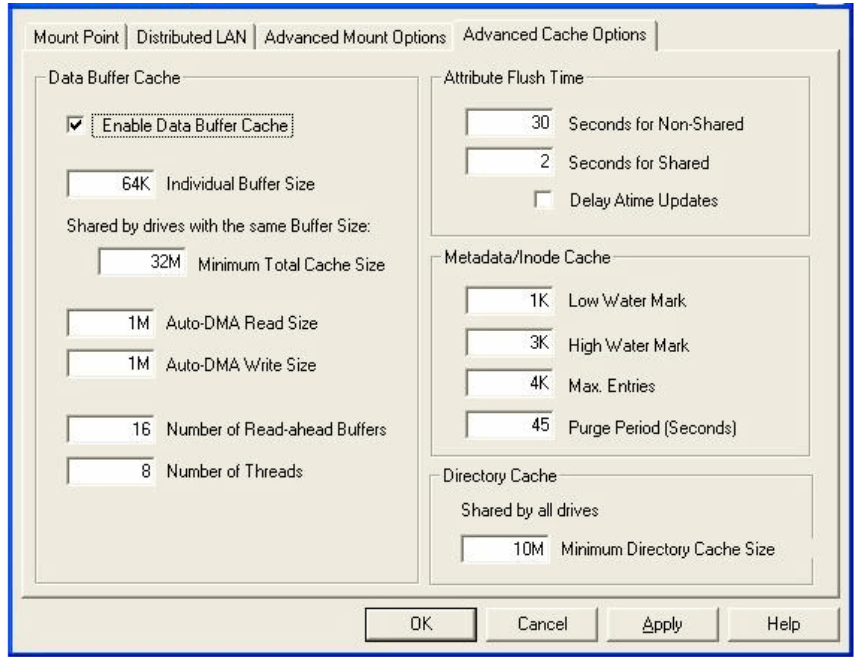 Mount Point
Distributed LAN
Advanced Mount Options
Advanced Cache Options
Data Buffer Cache
Enable Data Buffer Cache
64K Individual Buffer Size
Shared by drives with the same Buffer Size:
32M Minimum Total Cache Size
1M Auto-DMA Read Size
1M Auto-DMA Write Size
16 Number of Read-ahead Buffers
8 Number of Threads
Attribute Flush Time
30 Seconds for Non-Shared
2 Seconds for Shared
Delay Atime Updates
Metadata/Inode Cache
1K Low Water Mark
3K High Water Mark
4K Max. Entries
45 Purge Period (Seconds)
Directory Cache
Shared by all drives
10M Minimum Directory Cache Size
OK
Cancel
Apply
Help